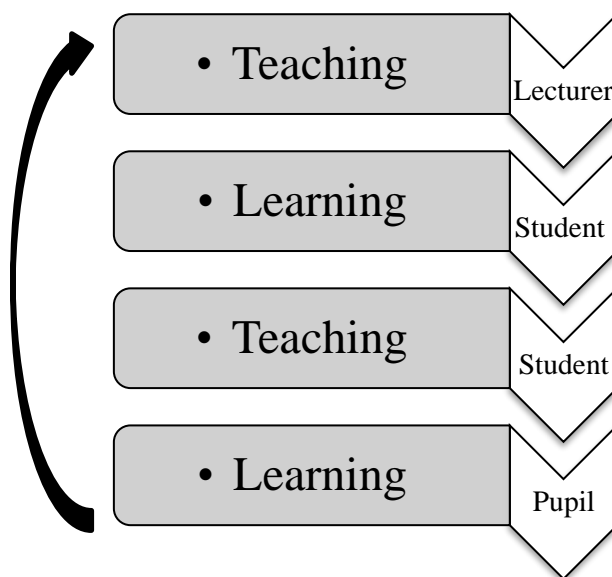 • Teaching
Lecturer
• Learning
Student
• Teaching
Student
• Learning
Pupil